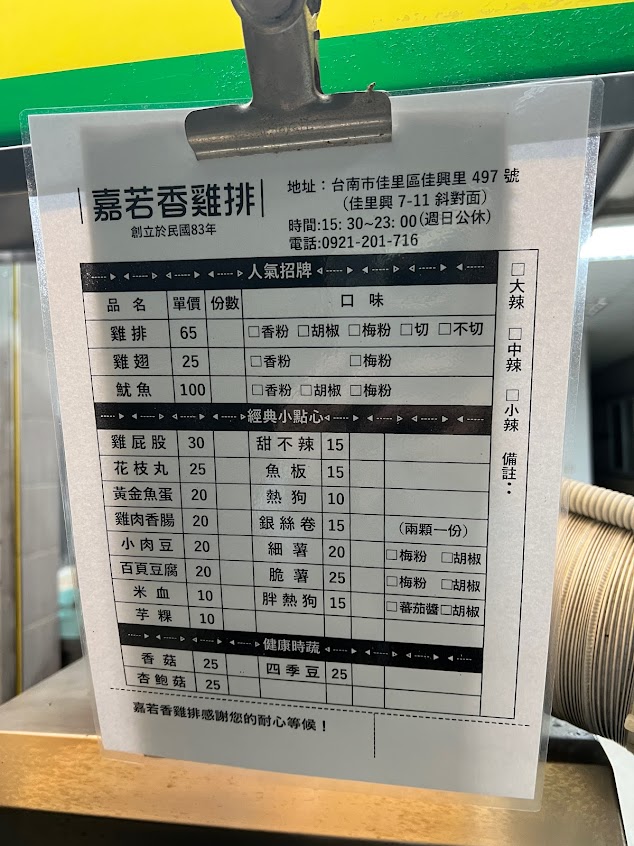 嘉若香雞排
創立於民國83年
地址：台南市佳里區佳興里 497 號
(佳里興 7-11 斜對面)
時間:15: 30~23: 00(週日公休)
電話:0921-201-716
人氣招牌
品名 單價 份數 口味
雞排 65 □香粉 □胡椒 □梅粉 □切 □不切
雞翅 25 □香粉 □梅粉
魷魚 100 □香粉 □胡椒 □梅粉
經典小點心
雞屁股 30 甜不辣 15
花枝丸 25 魚板 15
黃金魚蛋 20 熱狗 10
雞肉香腸 20 銀絲卷 15 (兩顆一份)
小肉豆 20 細薯 20 □梅粉 □胡椒
百頁豆腐 20 脆薯 25 □梅粉 □胡椒
米血 10 胖熱狗 15 □蕃茄醬□胡椒
芋粿 10
健康時蔬
香菇 25 四季豆 25
杏鮑菇 25
□大辣 □中辣 □小辣 備註：
嘉若香雞排感謝您的耐心等候！